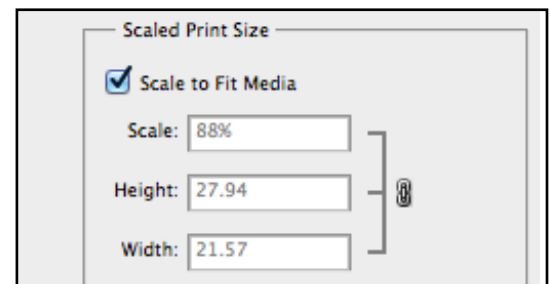 Scaled Print Size
Scale to Fit Media
Scale: 88%
Height: 27.94
Width: 21.57